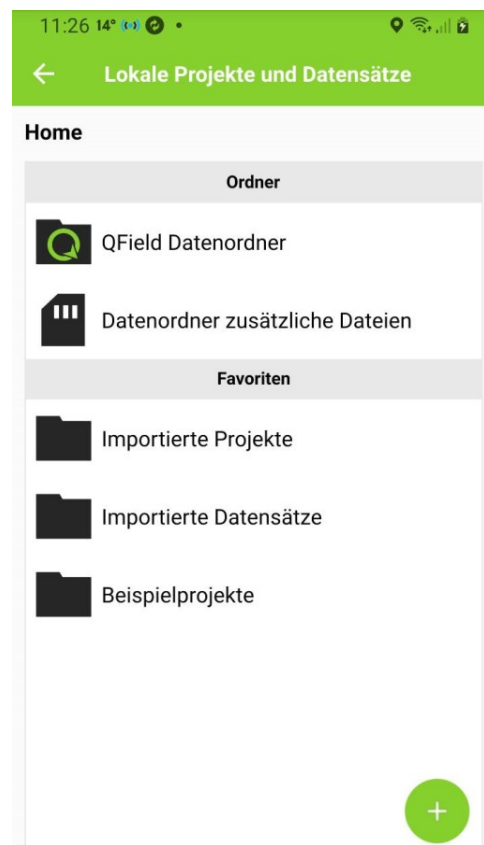 11:26 14°
Lokale Projekte und Datensätze
Home
Ordner
QField Datenordner
Datenordner zusätzliche Dateien
Favoriten
Importierte Projekte
Importierte Datensätze
Beispielprojekte